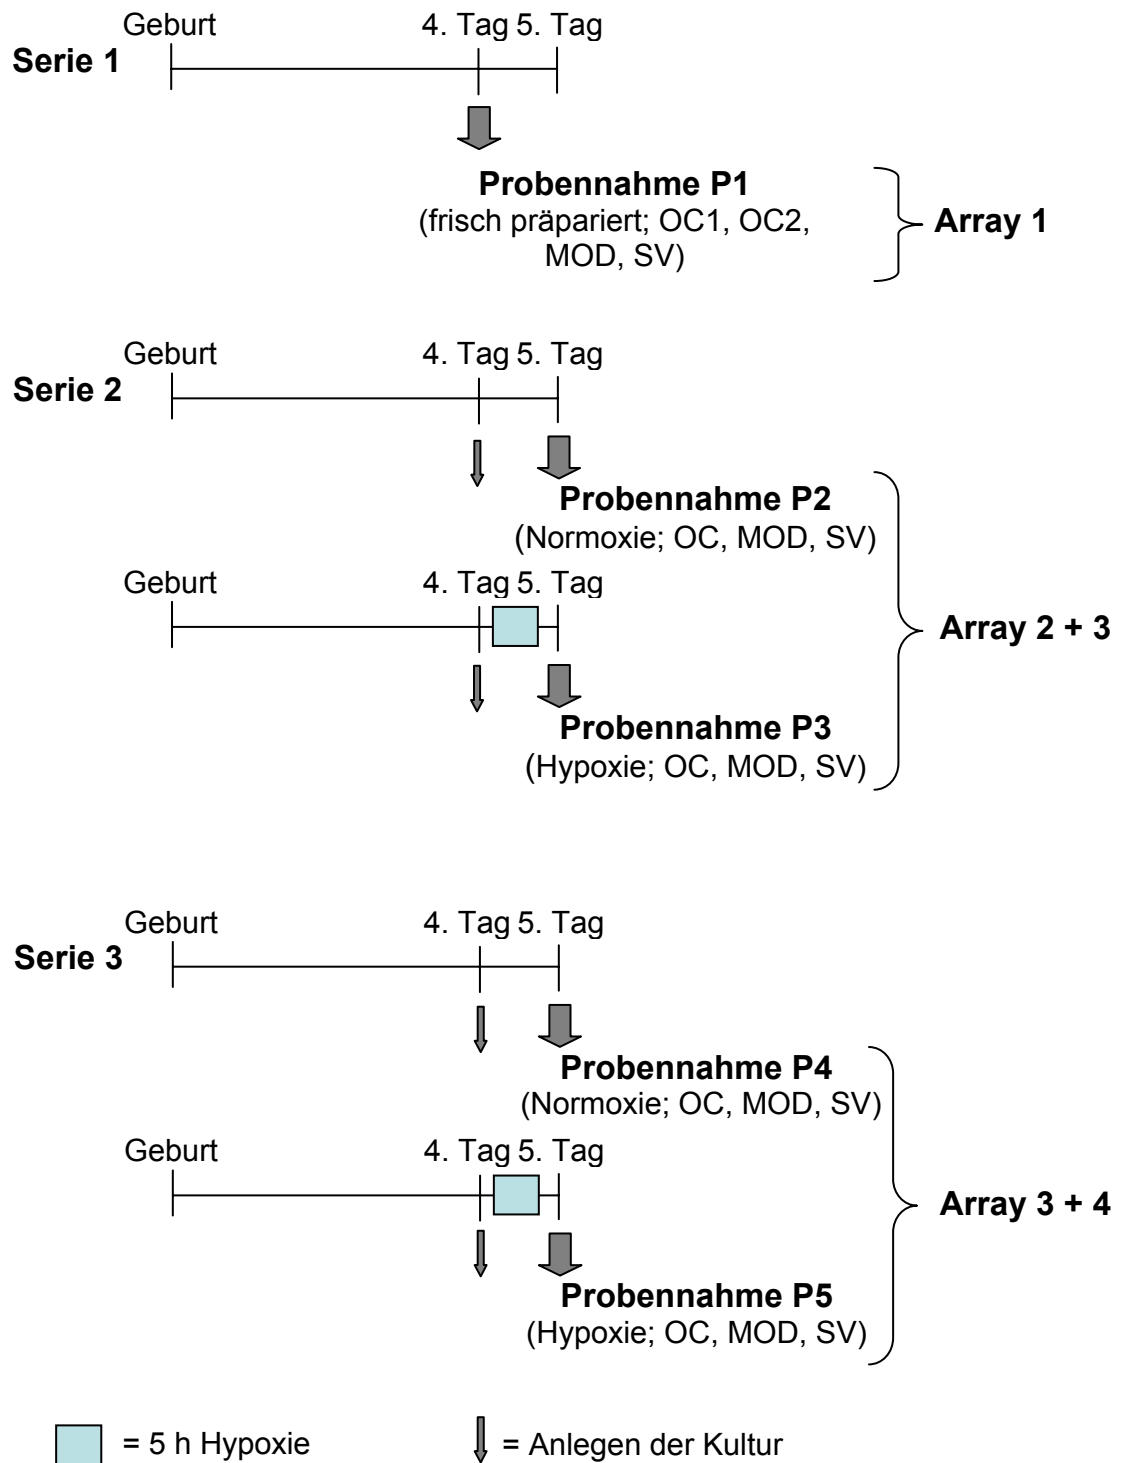 Geburt 4. Tag 5. Tag
Serie 1
Probennahme P1
(frisch präpariert; OC1, OC2,
MOD, SV)
Array 1
Geburt 4. Tag 5. Tag
Serie 2
Probennahme P2
(Normoxie; OC, MOD, SV)
Geburt 4. Tag 5. Tag
Array 2 + 3
Probennahme P3
(Hypoxie; OC, MOD, SV)
Geburt 4. Tag 5. Tag
Serie 3
Probennahme P4
(Normoxie; OC, MOD, SV)
Geburt 4. Tag 5. Tag
Array 3 + 4
Probennahme P5
(Hypoxie; OC, MOD, SV)
= 5 h Hypoxie = Anlegen der Kultur